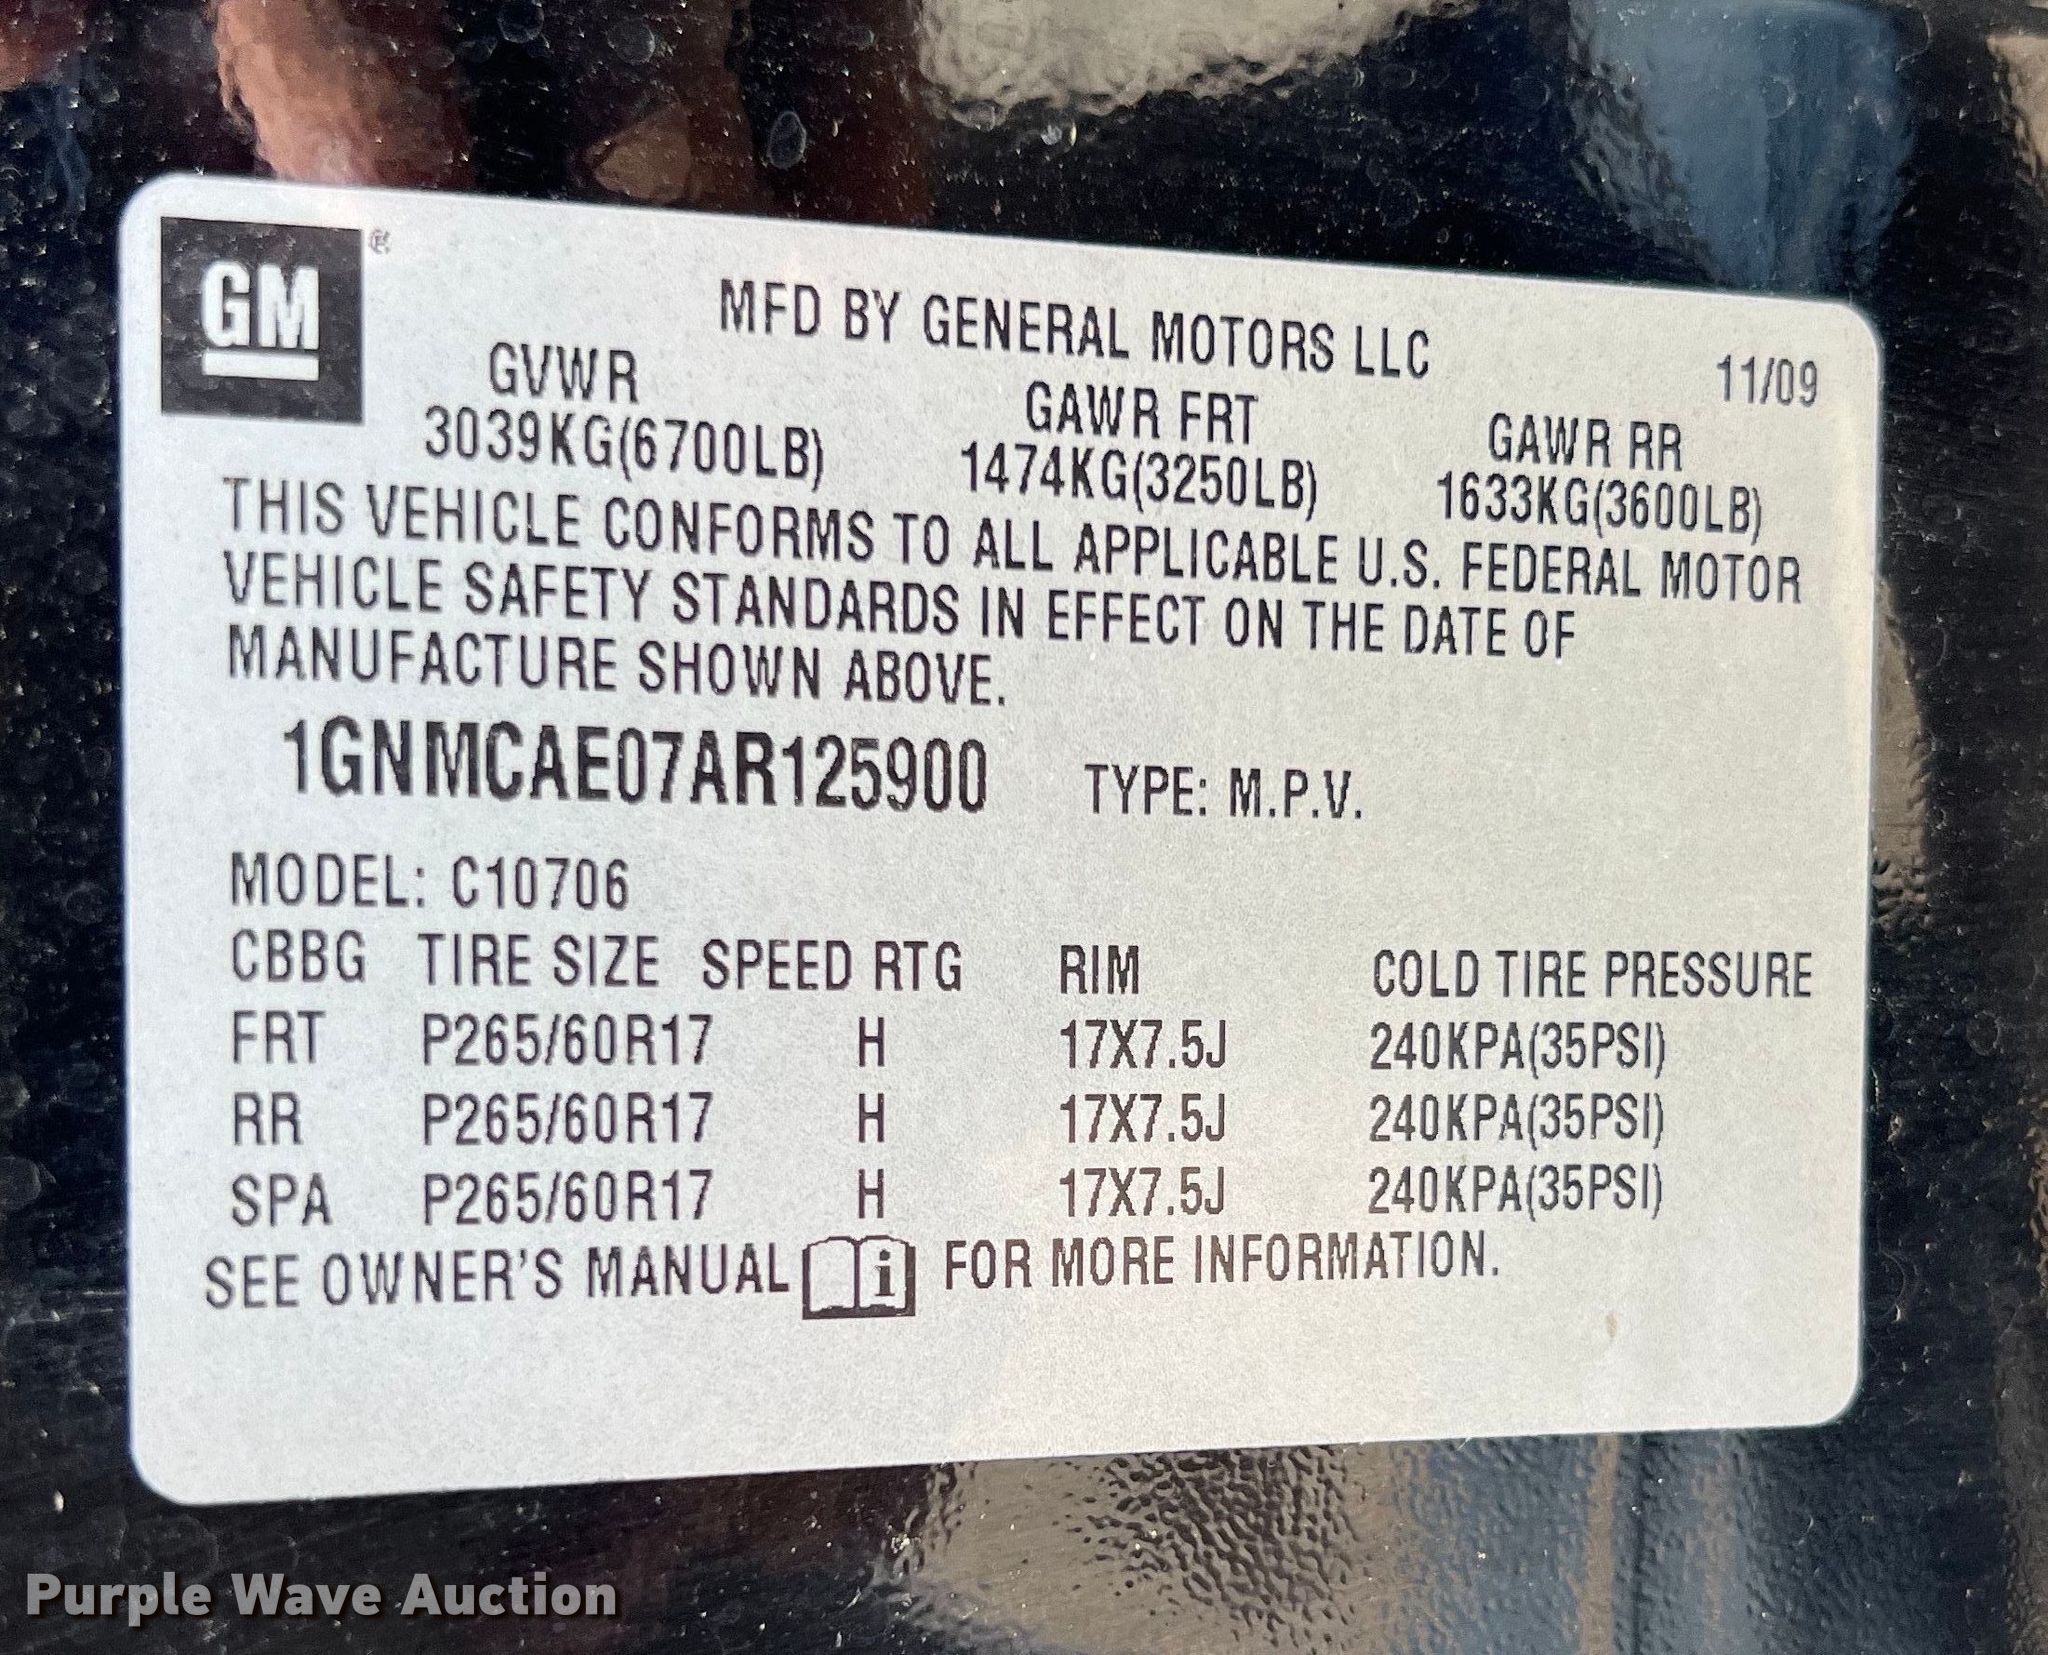 GM®
MFD BY GENERAL MOTORS LLC 11/09
GVWR GAWR FRT GAWR RR
3039KG(6700LB) 1474KG(3250LB) 1633KG(3600LB)
THIS VEHICLE CONFORMS TO ALL APPLICABLE U.S. FEDERAL MOTOR
VEHICLE SAFETY STANDARDS IN EFFECT ON THE DATE OF
MANUFACTURE SHOWN ABOVE.
1GNMCAE07AR125900 TYPE: M.P.V.
MODEL: C10706
CBBG TIRE SIZE SPEED RTG RIM COLD TIRE PRESSURE
FRT P265/60R17 H 17X7.5J 240KPA(35PSI)
RR P265/60R17 H 17X7.5J 240KPA(35PSI)
SPA P265/60R17 H 17X7.5J 240KPA(35PSI)
SEE OWNER'S MANUAL i FOR MORE INFORMATION.
Purple Wave Auction